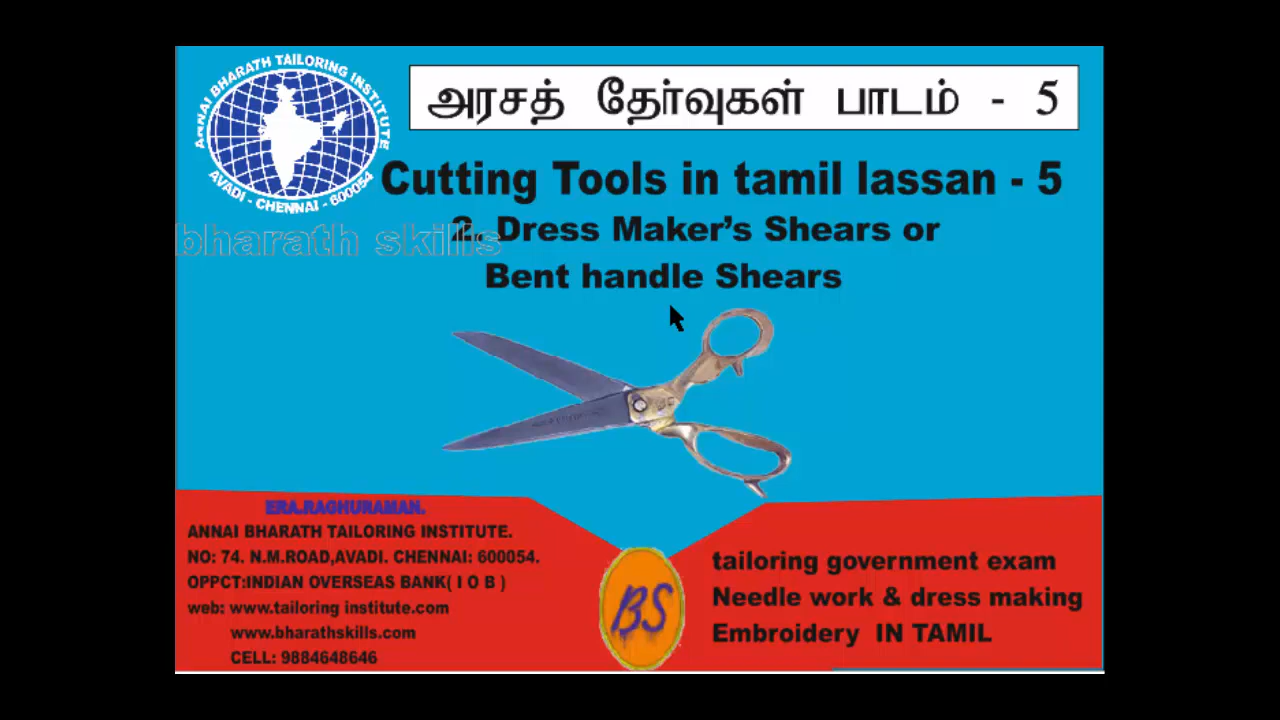 ANNAI BHARATH TAILORING INSTITUTE
AVADI - CHENNAI - 600054
அரசத் தேர்வுகள் பாடம் - 5
Cutting Tools in tamil lassan - 5
bharath skills
2. Dress Maker's Shears or
Bent handle Shears
ERA.RAGHURAMAN.
ANNAI BHARATH TAILORING INSTITUTE.
NO: 74. N.M.ROAD,AVADI. CHENNAI: 600054.
OPPCT:INDIAN OVERSEAS BANK( I O B )
web: www.tailoring institute.com
www.bharathskills.com
CELL: 9884648646
BS
tailoring government exam
Needle work & dress making
Embroidery IN TAMIL